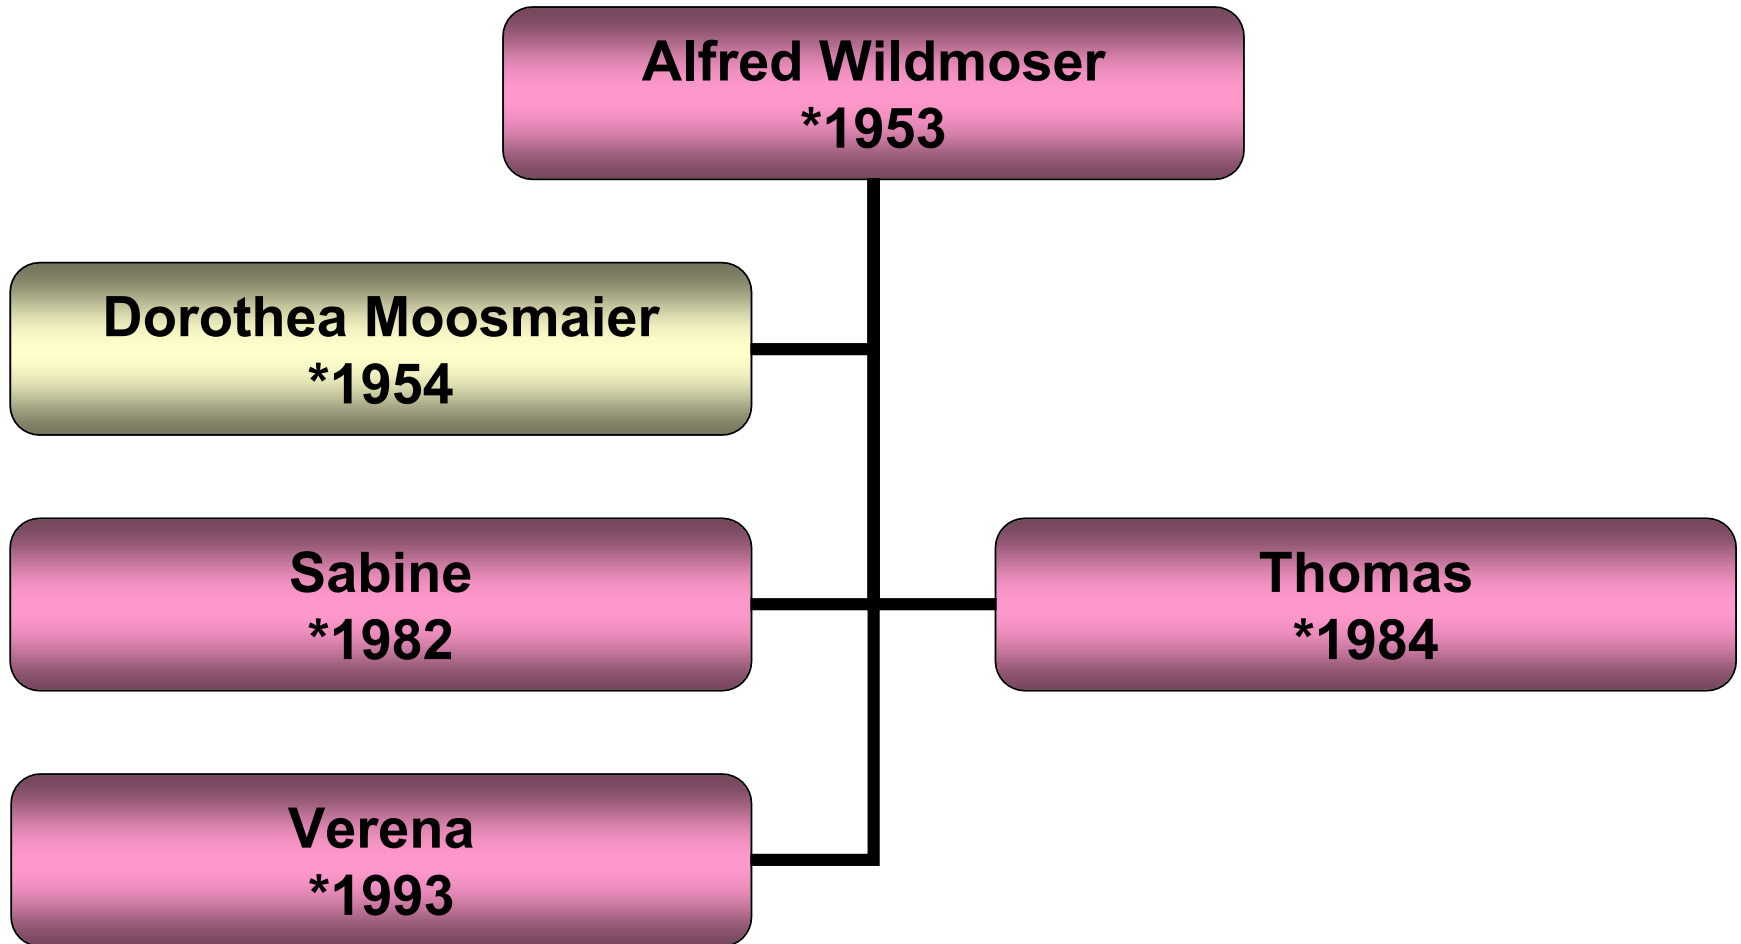 Alfred Wildmoser
*1953
Dorothea Moosmaier
*1954
Sabine
*1982
Thomas
*1984
Verena
*1993